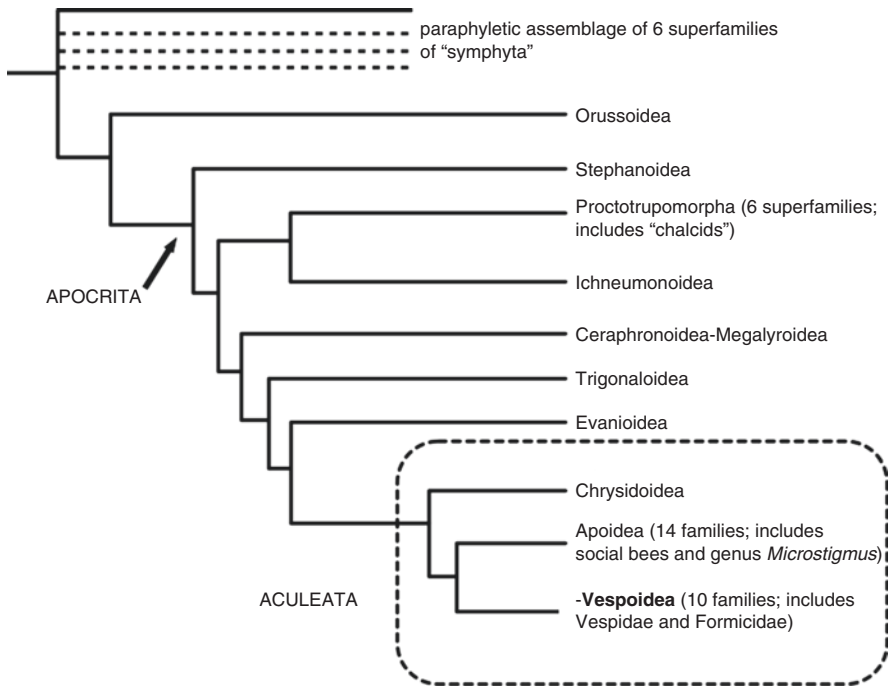 paraphyletic assemblage of 6 superfamilies
of “symphyta”
Orussoidea
Stephanoidea
Proctotrupomorpha (6 superfamilies;
includes “chalcids”)
APOCRITA
Ichneumonoidea
Ceraphronoidea-Megalyroidea
Trigonaloidea
Evanioidea
Chrysidoidea
Apoidea (14 families; includes
social bees and genus Microstigmus)
ACULEATA
-Vespoidea (10 families; includes
Vespidae and Formicidae)